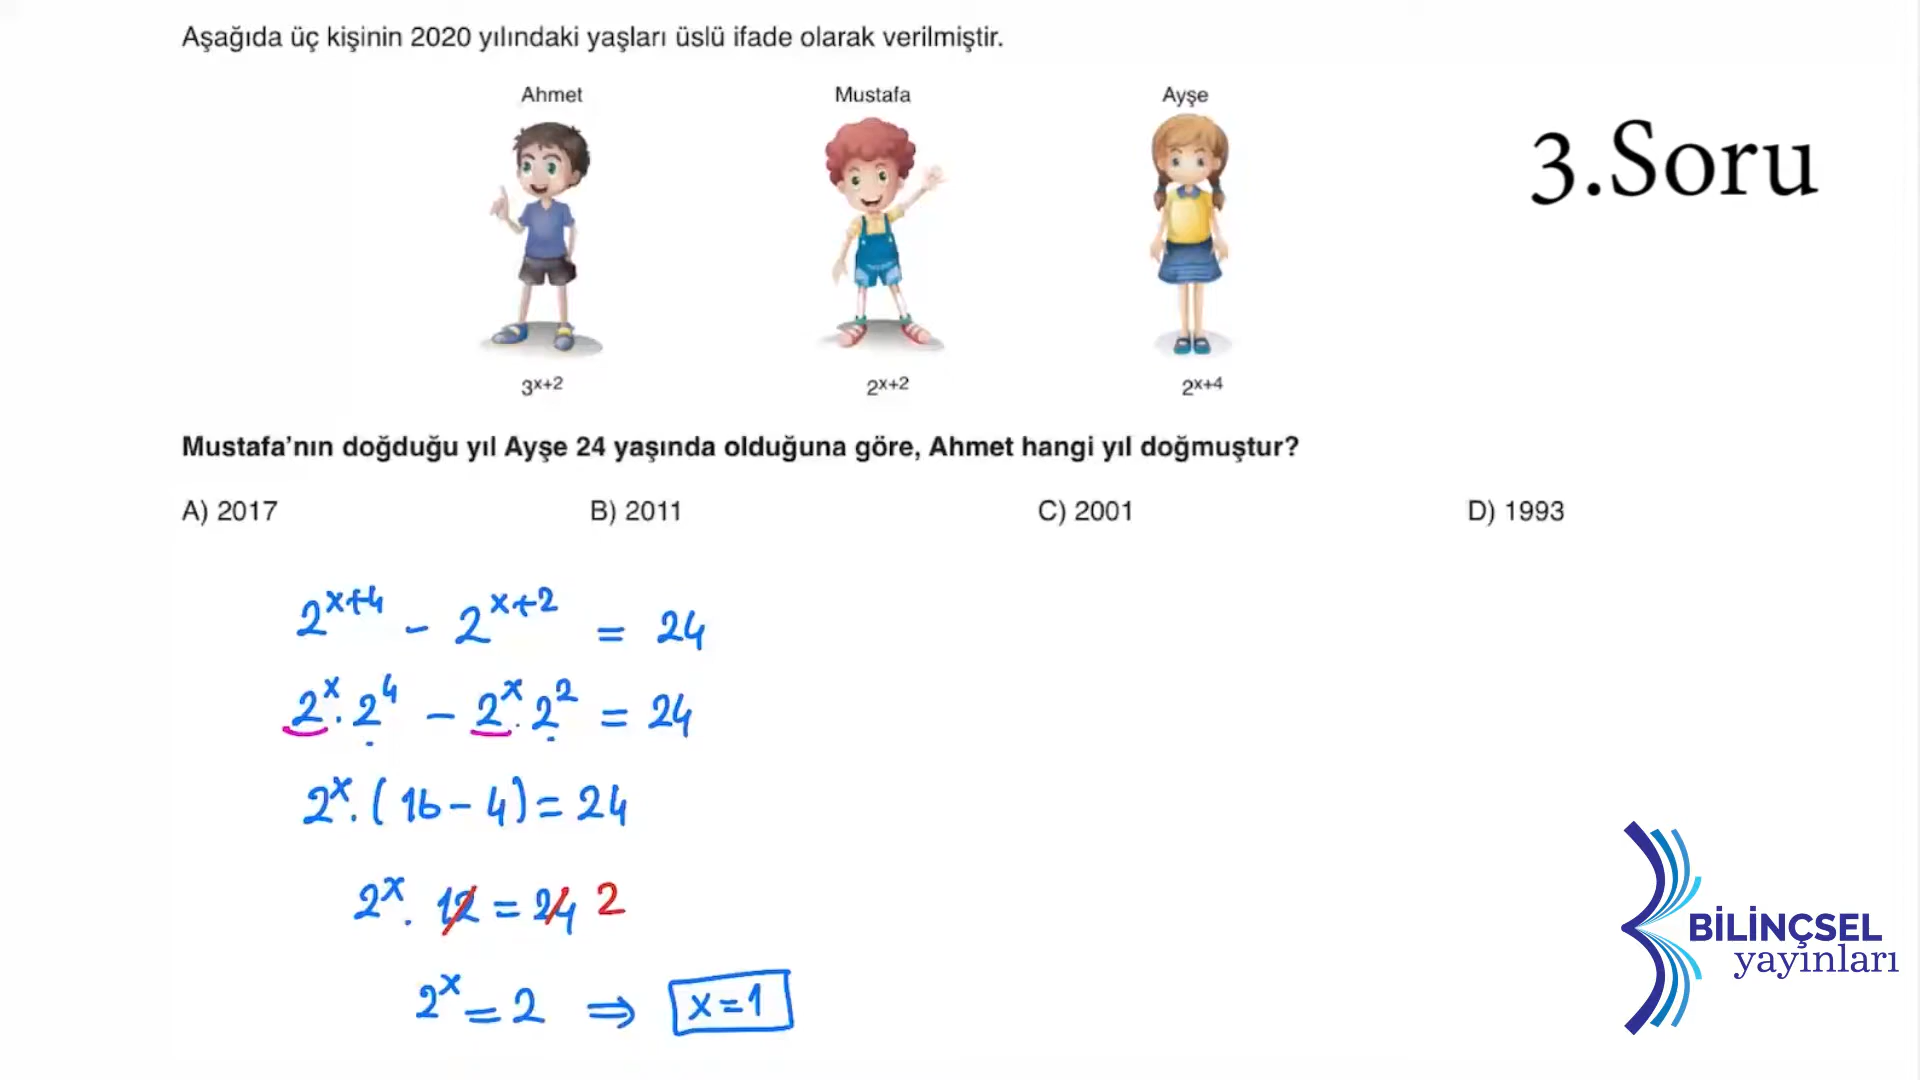 Aşağıda üç kişinin 2020 yılındaki yaşları üslü ifade olarak verilmiştir.
Ahmet Mustafa Ayşe
3.Soru
3^{x+2} 2^{x+2} 2^{x+4}
Mustafa’nın doğduğu yıl Ayşe 24 yaşında olduğuna göre, Ahmet hangi yıl doğmuştur?
A) 2017 B) 2011 C) 2001 D) 1993
2^{x+4} - 2^{x+2} = 24
2^x . 2^4 - 2^x . 2^2 = 24
2^x . (16 - 4) = 24
2^x . 12 = 24 2
2^x = 2 ⇒ x = 1
BİLİNÇSEL
yayınları